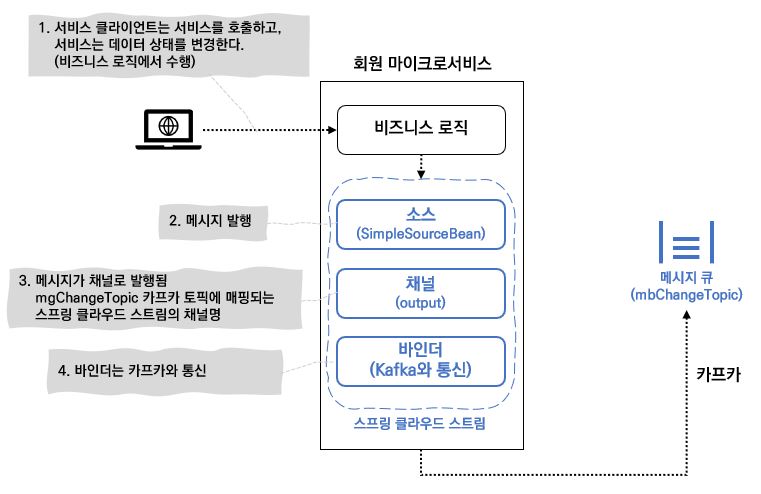 1. 서비스 클라이언트는 서비스를 호출하고,
서비스는 데이터 상태를 변경한다.
(비즈니스 로직에서 수행)
회원 마이크로서비스
비즈니스 로직
2. 메시지 발행
소스
(SimpleSourceBean)
3. 메시지가 채널로 발행됨
mgChangeTopic 카프카 토픽에 매핑되는
스프링 클라우드 스트림의 채널명
채널
(output)
4. 바인더는 카프카와 통신
바인더
(Kafka와 통신)
스프링 클라우드 스트림
메시지 큐
(mbChangeTopic)
카프카